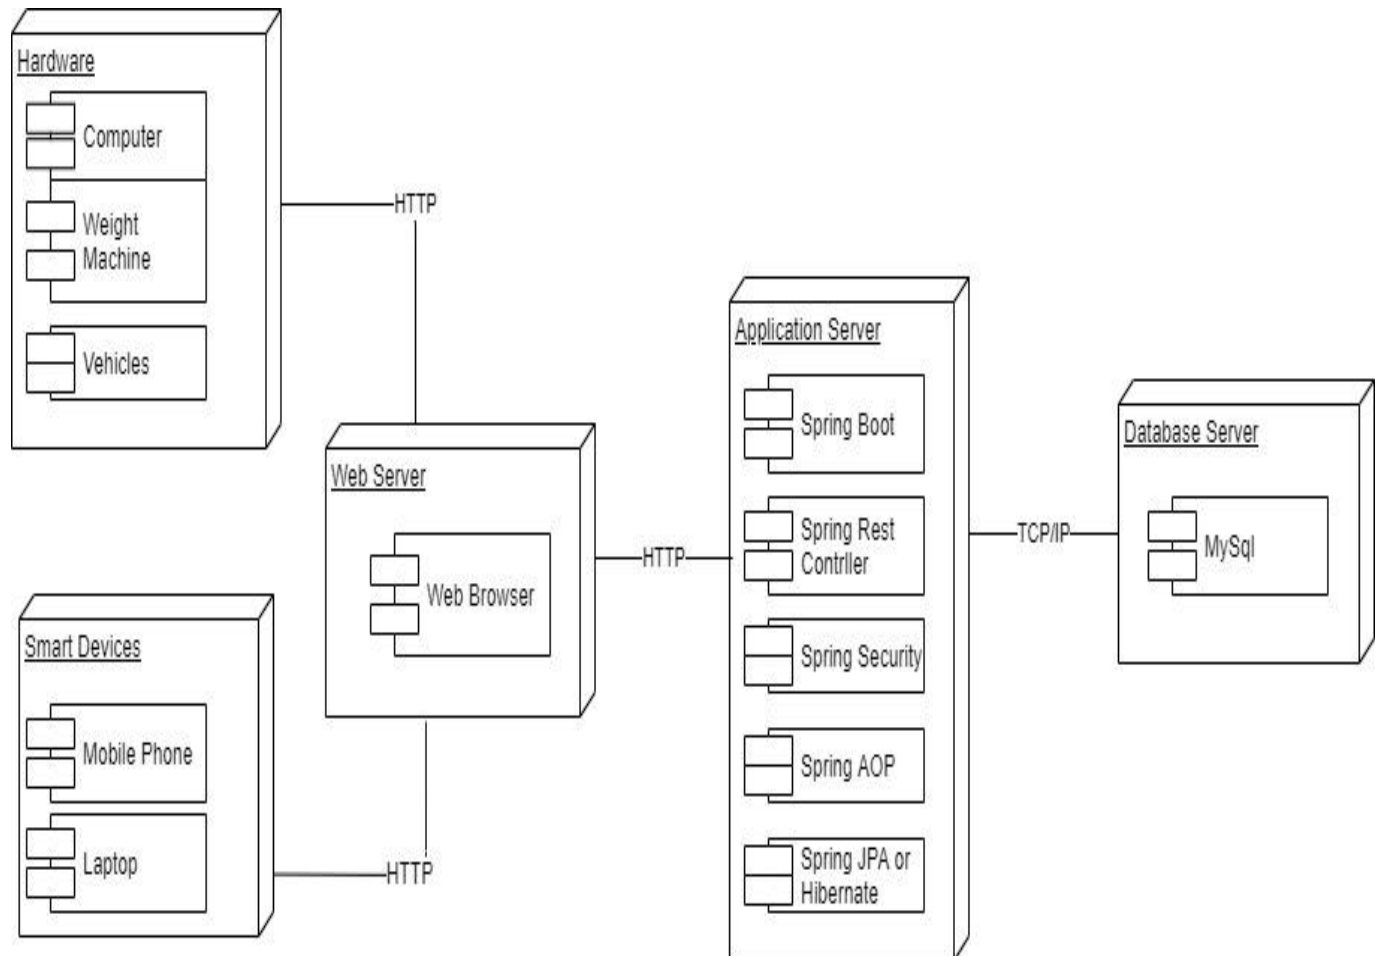 Hardware
Computer
Weight
Machine
Vehicles
HTTP
Smart Devices
Mobile Phone
Laptop
HTTP
Web Server
Web Browser
HTTP
Application Server
Spring Boot
Spring Rest
Contrller
Spring Security
Spring AOP
Spring JPA or
Hibernate
TCP/IP
Database Server
MySql